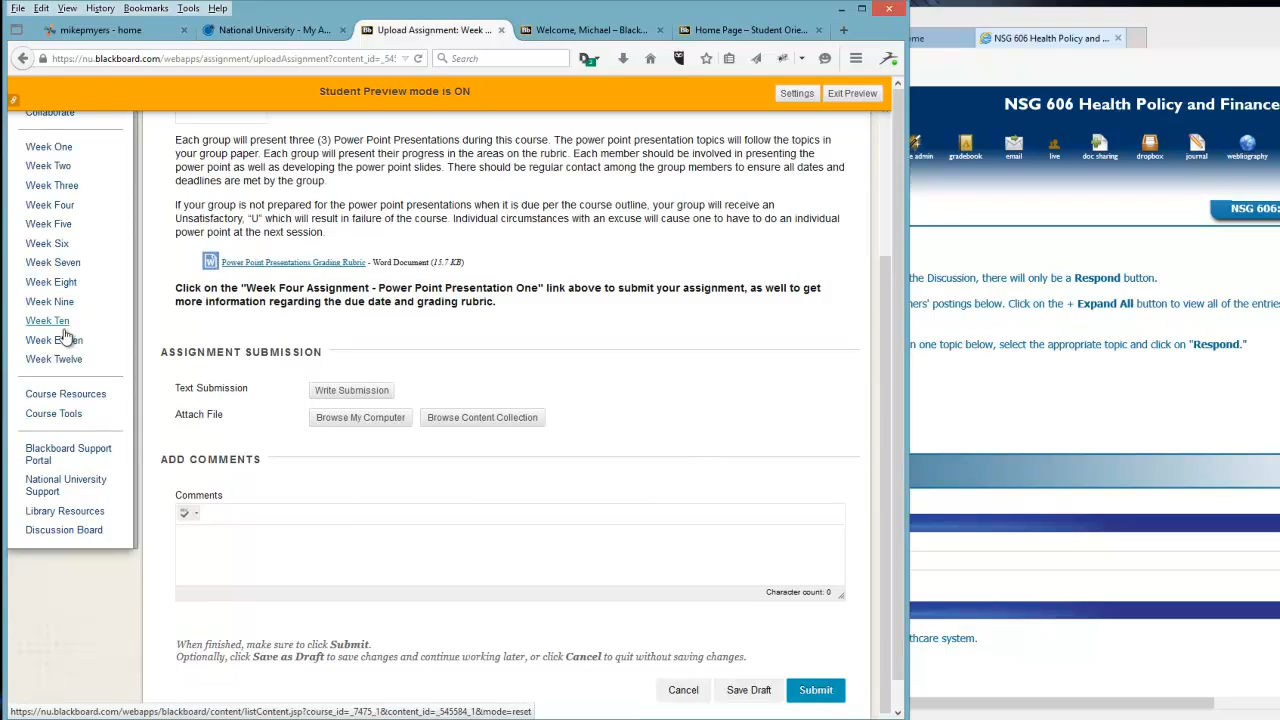 File Edit View History Bookmarks Tools Help
mikepmyers - home
National University - My A...
Upload Assignment: Week ...
Welcome, Michael – Black...
Home Page – Student Orie...
NSG 606 Health Policy and ...
https://nu.blackboard.com/webapps/assignment/uploadAssignment?content_id=_54
Search
Student Preview mode is ON
Settings
Exit Preview
NSG 606 Health Policy and Finance
admin
gradebook
email
live
doc sharing
dropbox
journal
webliography
NSG 606:
Collaborate
Week One
Week Two
Week Three
Week Four
Week Five
Week Six
Week Seven
Week Eight
Week Nine
Week Ten
Week Twelve
Course Resources
Course Tools
Blackboard Support
Portal
National University
Support
Library Resources
Discussion Board
Each group will present three (3) Power Point Presentations during this course. The power point presentation topics will follow the topics in
your group paper. Each group will present their progress in the areas on the rubric. Each member should be involved in presenting the
power point as well as developing the power point slides. There should be regular contact among the group members to ensure all dates and
deadlines are met by the group.
If your group is not prepared for the power point presentations when it is due per the course outline, your group will receive an
Unsatisfactory, "U" which will result in failure of the course. Individual circumstances with an excuse will cause one to have to do an individual
power point at the next session.
Power Point Presentations Grading Rubric - Word Document (15.7 KB)
Click on the "Week Four Assignment - Power Point Presentation One" link above to submit your assignment, as well to get
more information regarding the due date and grading rubric.
ASSIGNMENT SUBMISSION
Text Submission
Write Submission
Attach File
Browse My Computer
Browse Content Collection
ADD COMMENTS
Comments
Character count: 0
When finished, make sure to click Submit.
Optionally, click Save as Draft to save changes and continue working later, or click Cancel to quit without saving changes.
Cancel
Save Draft
Submit
https://nu.blackboard.com/webapps/blackboard/content/listContent.jsp?course_id=_7475_1&content_id=_545584_1&mode=reset
the Discussion, there will only be a Respond button.
postings below. Click on the + Expand All button to view all of the entries
one topic below, select the appropriate topic and click on "Respond."
system.